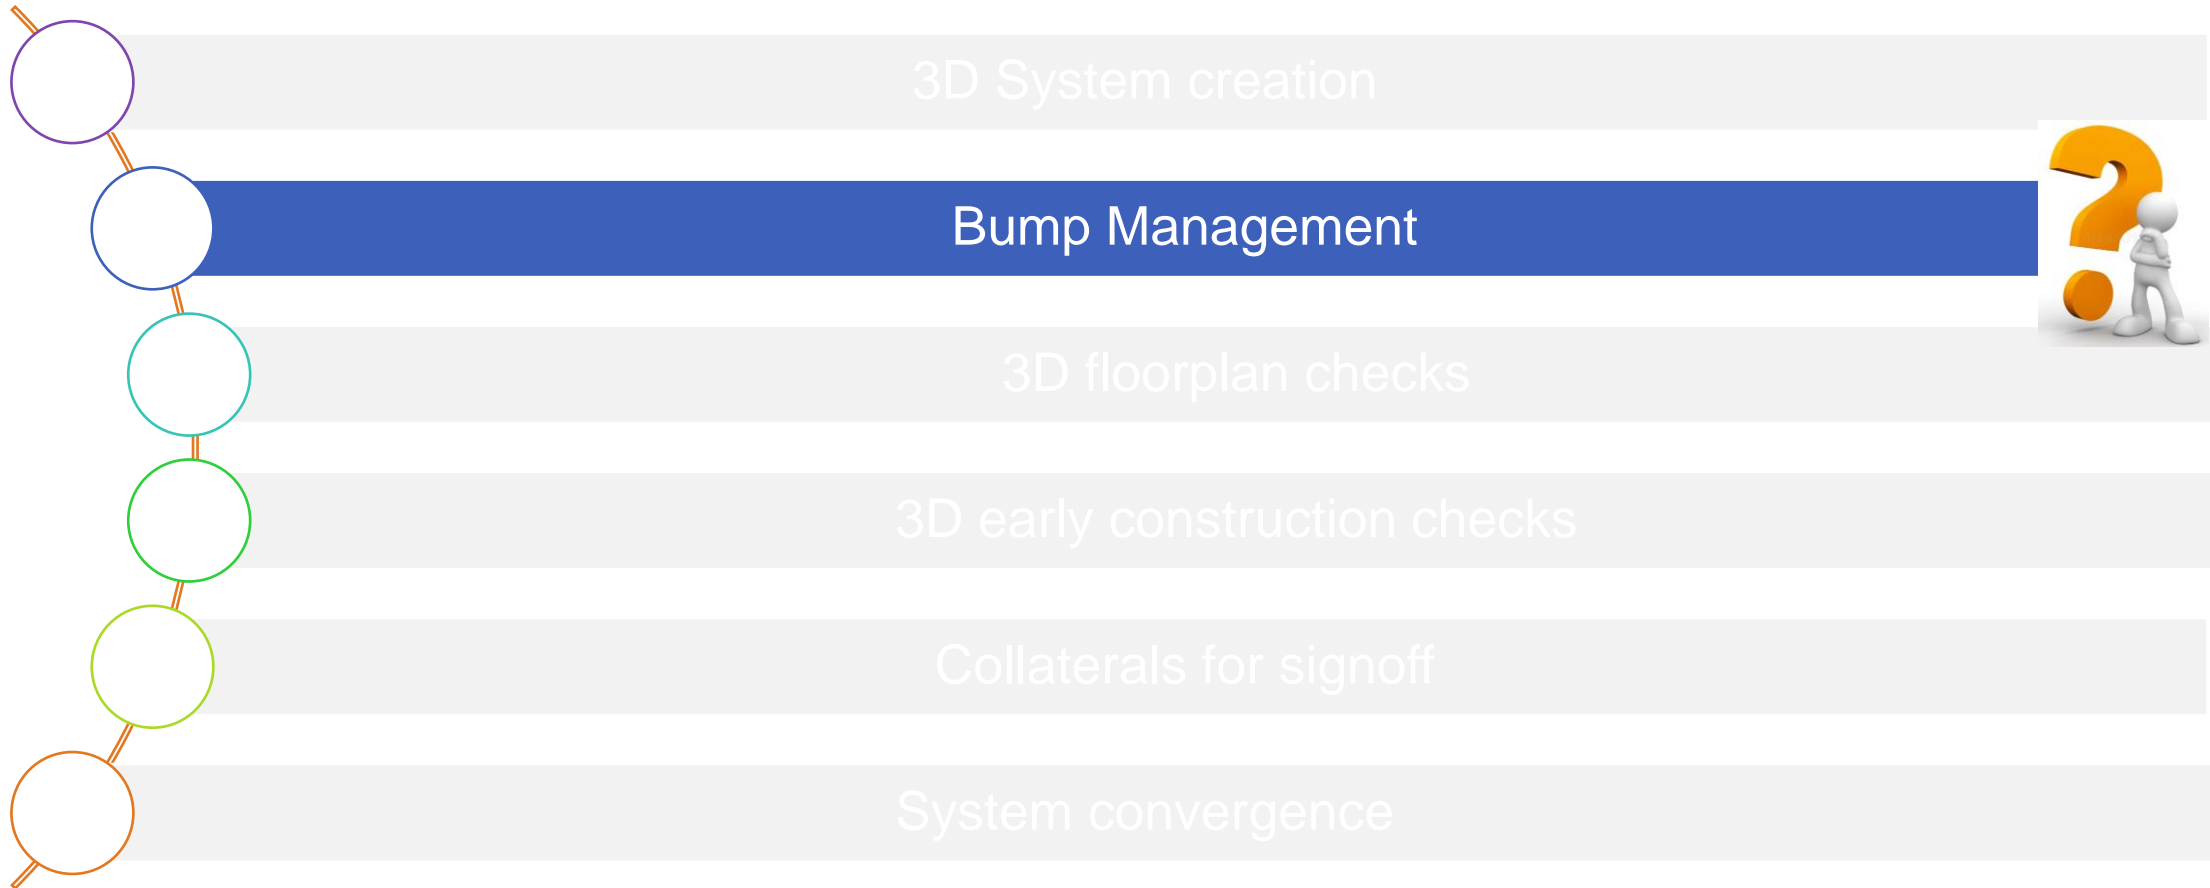 3D System creation
Bump Management
3D floorplan checks
3D early construction checks
Collaterals for signoff
System convergence